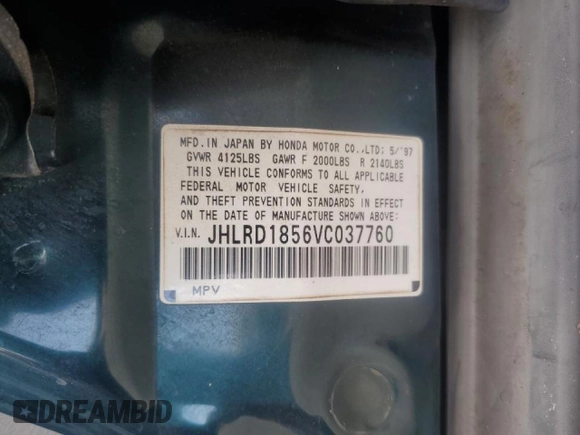 MFD.IN JAPAN BY HONDA MOTOR CO.,LTD; 5/'97
GVWR 4125LBS GAWR F 2000LBS R 2140LBS
THIS VEHICLE CONFORMS TO ALL APPLICABLE
FEDERAL MOTOR VEHICLE SAFETY,
AND THEFT PREVENTION STANDARDS IN EFFECT
ON THE DATE OF MANUFACTURE SHOWN ABOVE:
V.I.N. JHLRD1856VC037760
MPV
DREAMBID